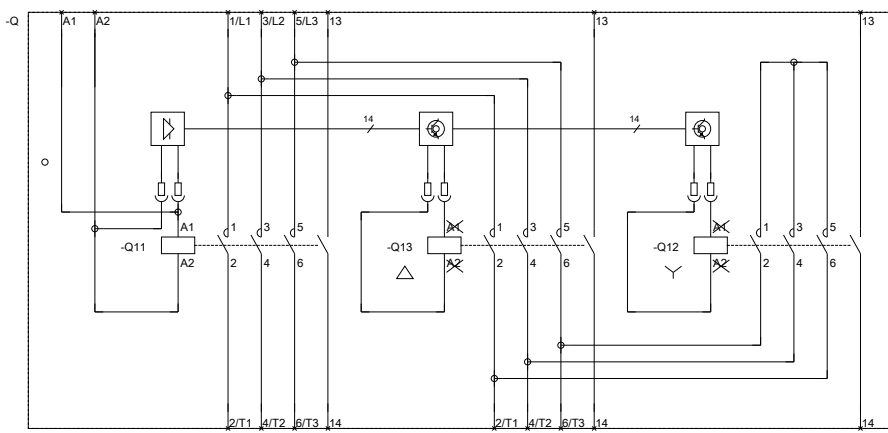 -Q A1 A2 1/L1 3/L2 5/L3 13 13 13
14 14
A1 1 3 5 A1 1 3 5 A1 1 3 5
-Q11 -Q13 -Q12
A2 2 4 6 A2 2 4 6 A2 2 4 6
2/T1 4/T2 6/T3 14 2/T1 4/T2 6/T3 14 14